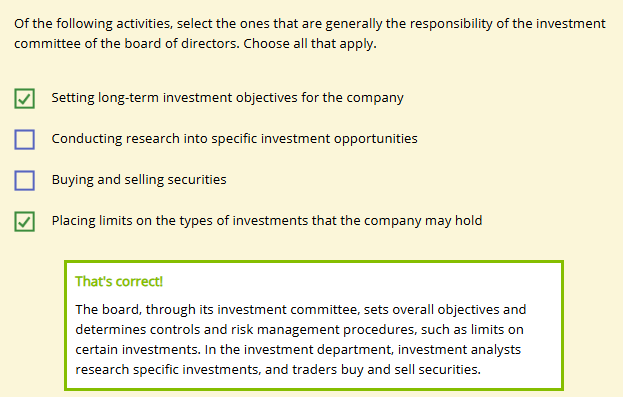 Of the following activities, select the ones that are generally the responsibility of the investment
committee of the board of directors. Choose all that apply.
Setting long-term investment objectives for the company
Conducting research into specific investment opportunities
Buying and selling securities
Placing limits on the types of investments that the company may hold
That's correct!
The board, through its investment committee, sets overall objectives and
determines controls and risk management procedures, such as limits on
certain investments. In the investment department, investment analysts
research specific investments, and traders buy and sell securities.